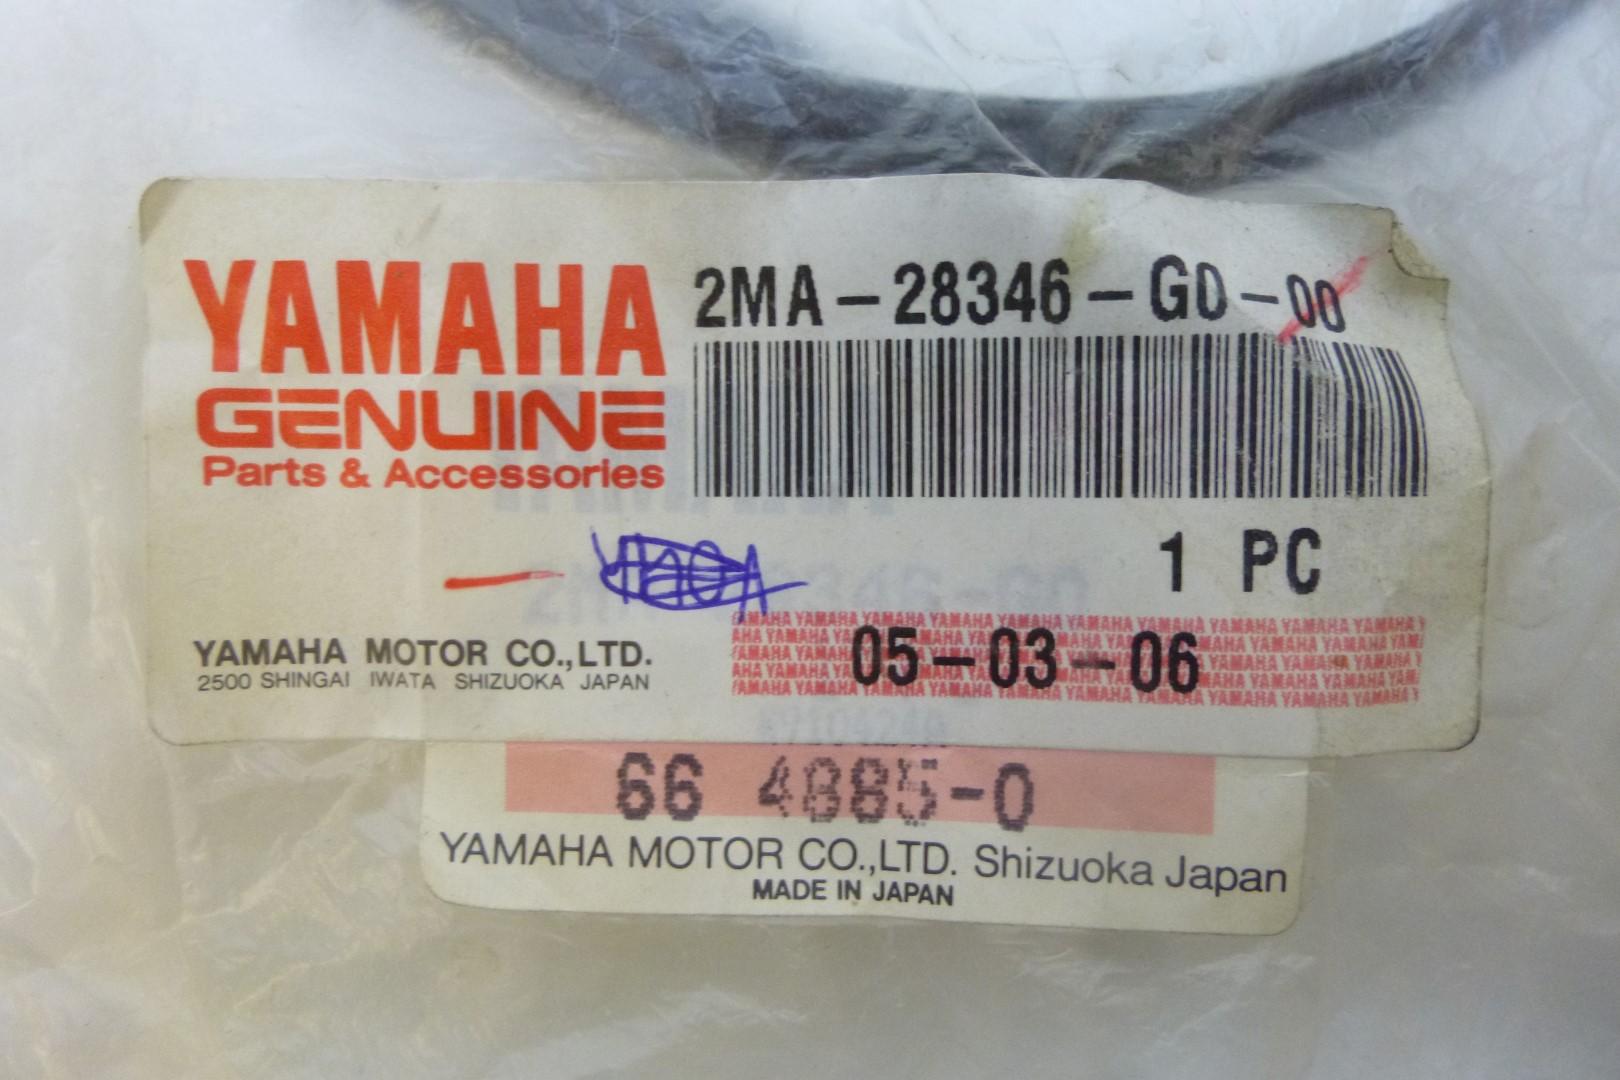 YAMAHA
GENUINE
Parts & Accessories
2MA-28346-G0-00
1 PC
YAMAHA MOTOR CO.,LTD.
2500 SHINGAI IWATA SHIZUOKA JAPAN
05-03-06
66 4885-0
YAMAHA MOTOR CO.,LTD. Shizuoka Japan
MADE IN JAPAN